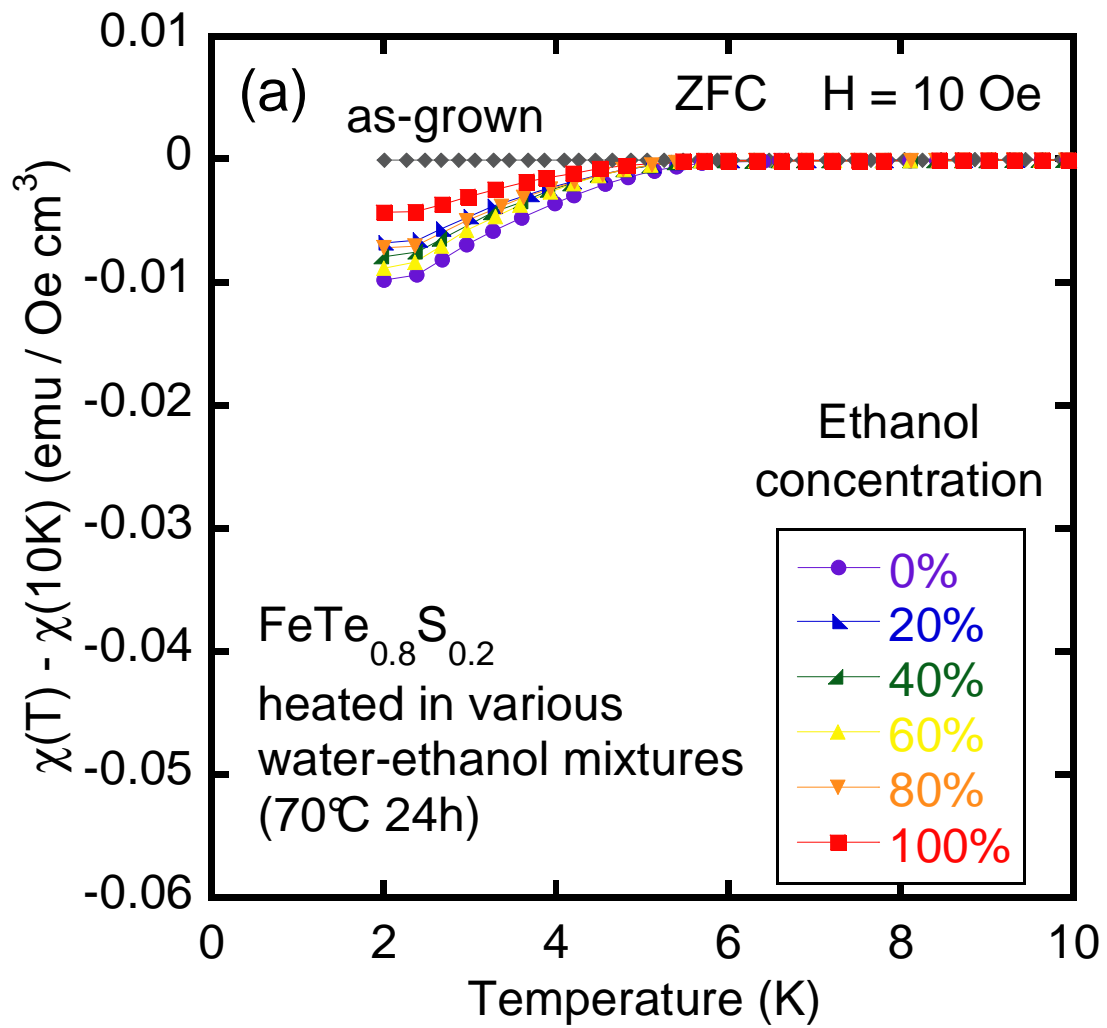 (a)
ZFC H = 10 Oe
as-grown
0.01
0
-0.01
-0.02
-0.03
-0.04
-0.05
-0.06
χ(T) - χ(10K) (emu / Oe cm³)
Ethanol
concentration
0%
20%
40%
60%
80%
100%
FeTe₀.₈S₀.₂
heated in various
water-ethanol mixtures
(70℃ 24h)
0 2 4 6 8 10
Temperature (K)